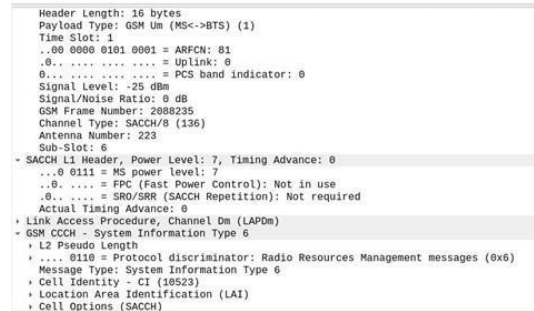 Header Length: 16 bytes
Payload Type: GSM Um (MS<->BTS) (1)
Time Slot: 1
..00 0000 0101 0001 = ARFCN: 81
.0.. .... .... .... = Uplink: 0
0... .... .... .... = PCS band indicator: 0
Signal Level: -25 dBm
Signal/Noise Ratio: 0 dB
GSM Frame Number: 2088235
Channel Type: SACCH/8 (136)
Antenna Number: 223
Sub-Slot: 6
SACCH L1 Header, Power Level: 7, Timing Advance: 0
...0 0111 = MS power level: 7
..0. .... = FPC (Fast Power Control): Not in use
.0.. .... = SRO/SRR (SACCH Repetition): Not required
Actual Timing Advance: 0
Link Access Procedure, Channel Dm (LAPDm)
GSM CCCH - System Information Type 6
L2 Pseudo Length
.... 0110 = Protocol discriminator: Radio Resources Management messages (0x6)
Message Type: System Information Type 6
Cell Identity - CI (10523)
Location Area Identification (LAI)
Cell Options (SACCH)